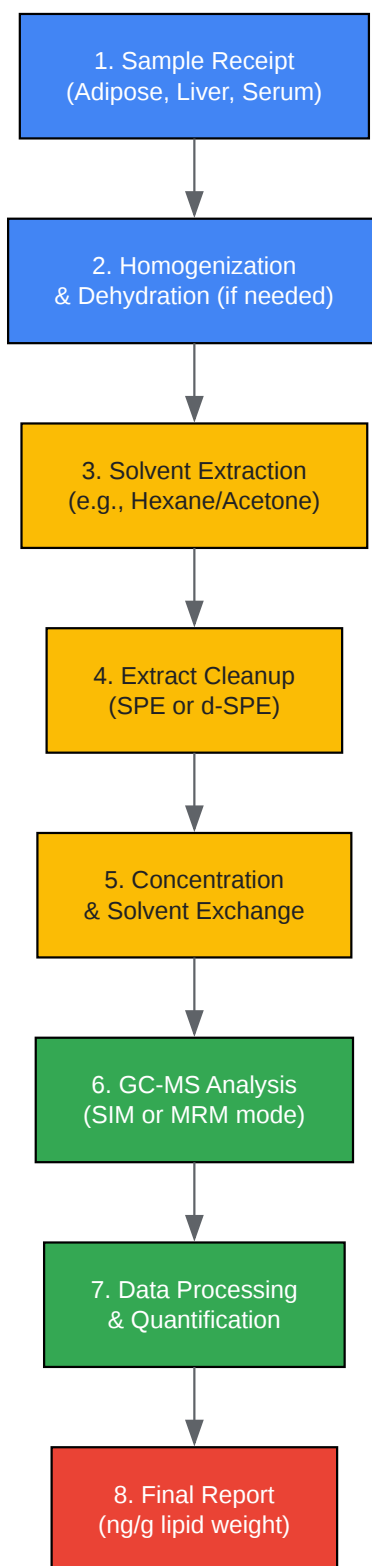 1. Sample Receipt
(Adipose, Liver, Serum)
2. Homogenization
& Dehydration (if needed)
3. Solvent Extraction
(e.g., Hexane/Acetone)
4. Extract Cleanup
(SPE or d-SPE)
5. Concentration
& Solvent Exchange
6. GC-MS Analysis
(SIM or MRM mode)
7. Data Processing
& Quantification
8. Final Report
(ng/g lipid weight)